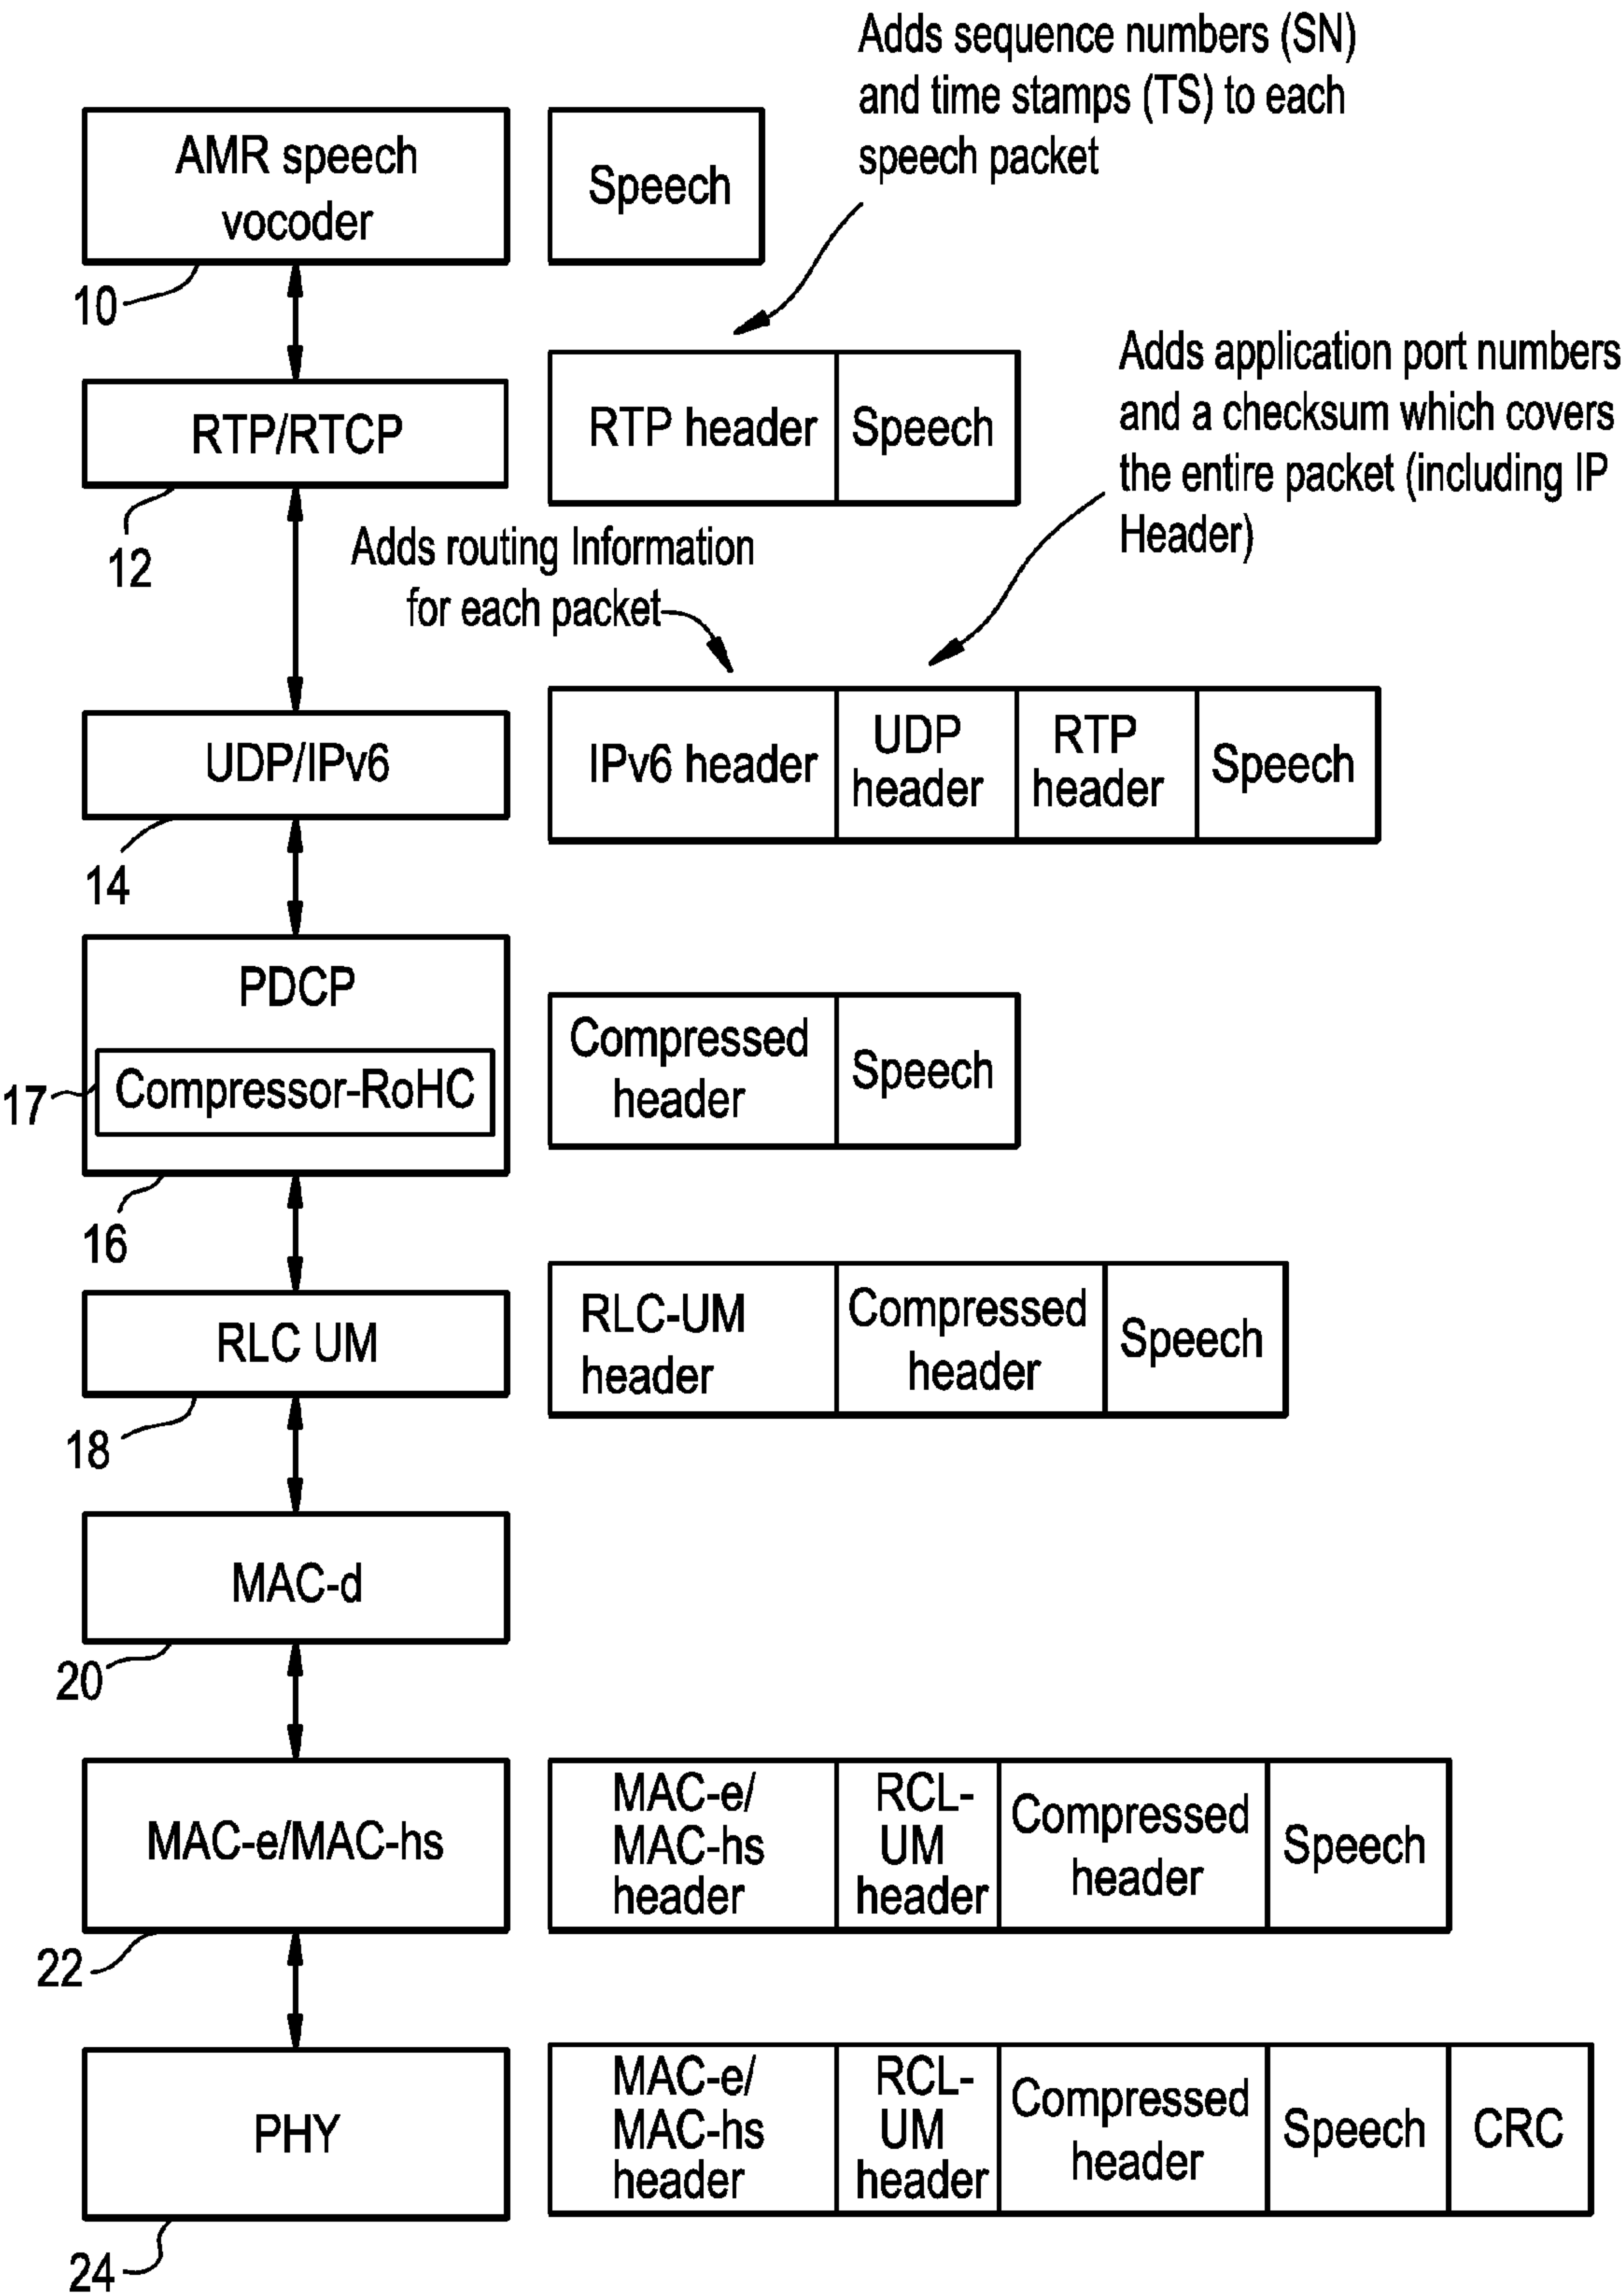 Adds sequence numbers (SN)
and time stamps (TS) to each
speech packet
AMR speech
vocoder
Speech
10
RTP/RTCP
RTP header
Speech
12
Adds application port numbers
and a checksum which covers
the entire packet (including IP
Header)
Adds routing Information
for each packet
UDP/IPv6
IPv6 header
UDP
header
RTP
header
Speech
14
PDCP
Compressor-RoHC
17
Compressed
header
Speech
16
RLC UM
RLC-UM
header
Compressed
header
Speech
18
MAC-d
20
MAC-e/MAC-hs
MAC-e/
MAC-hs
header
RCL-
UM
header
Compressed
header
Speech
22
PHY
MAC-e/
MAC-hs
header
RCL-
UM
header
Compressed
header
Speech
CRC
24